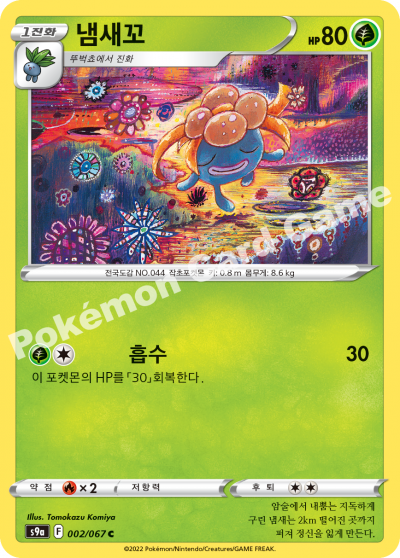 1진화
냄새꼬
HP 80
뚜벅쵸에서 진화
전국도감 NO.044 잡초포켓몬 키: 0.8 m 몸무게: 8.6 kg
Pokémon Card Game
흡수 30
이 포켓몬의 HP를 「30」회복한다.
약 점 ×2 저항력 후 퇴
Illus. Tomokazu Komiya
s9a F 002/067 C
암술에서 내뿜는 지독하게
구린 냄새는 2km 떨어진 곳까지
퍼져 정신을 잃게 만든다.
©2022 Pokémon/Nintendo/Creatures/GAME FREAK.